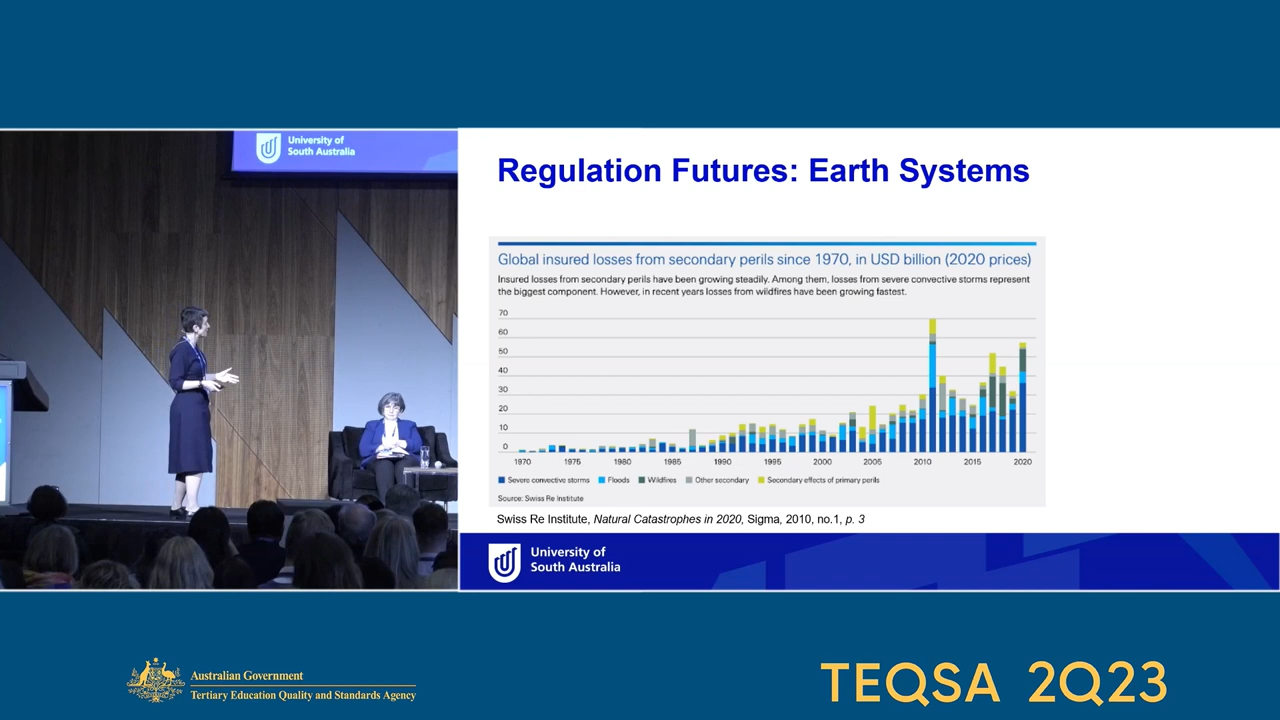 University of
South Australia
Regulation Futures: Earth Systems
Global insured losses from secondary perils since 1970, in USD billion (2020 prices)
Insured losses from secondary perils have been growing steadily. Among them, losses from severe convective storms represent
the biggest component. However, in recent years losses from wildfires have been growing fastest.
70
60
50
40
30
20
10
0
1970 1975 1980 1985 1990 1995 2000 2005 2010 2015 2020
Severe convective storms Floods Wildfires Other secondary Secondary effects of primary perils
Source: Swiss Re Institute
Swiss Re Institute, Natural Catastrophes in 2020, Sigma, 2010, no.1, p. 3
University of
South Australia
Australian Government
Tertiary Education Quality and Standards Agency
TEQSA 2Q23